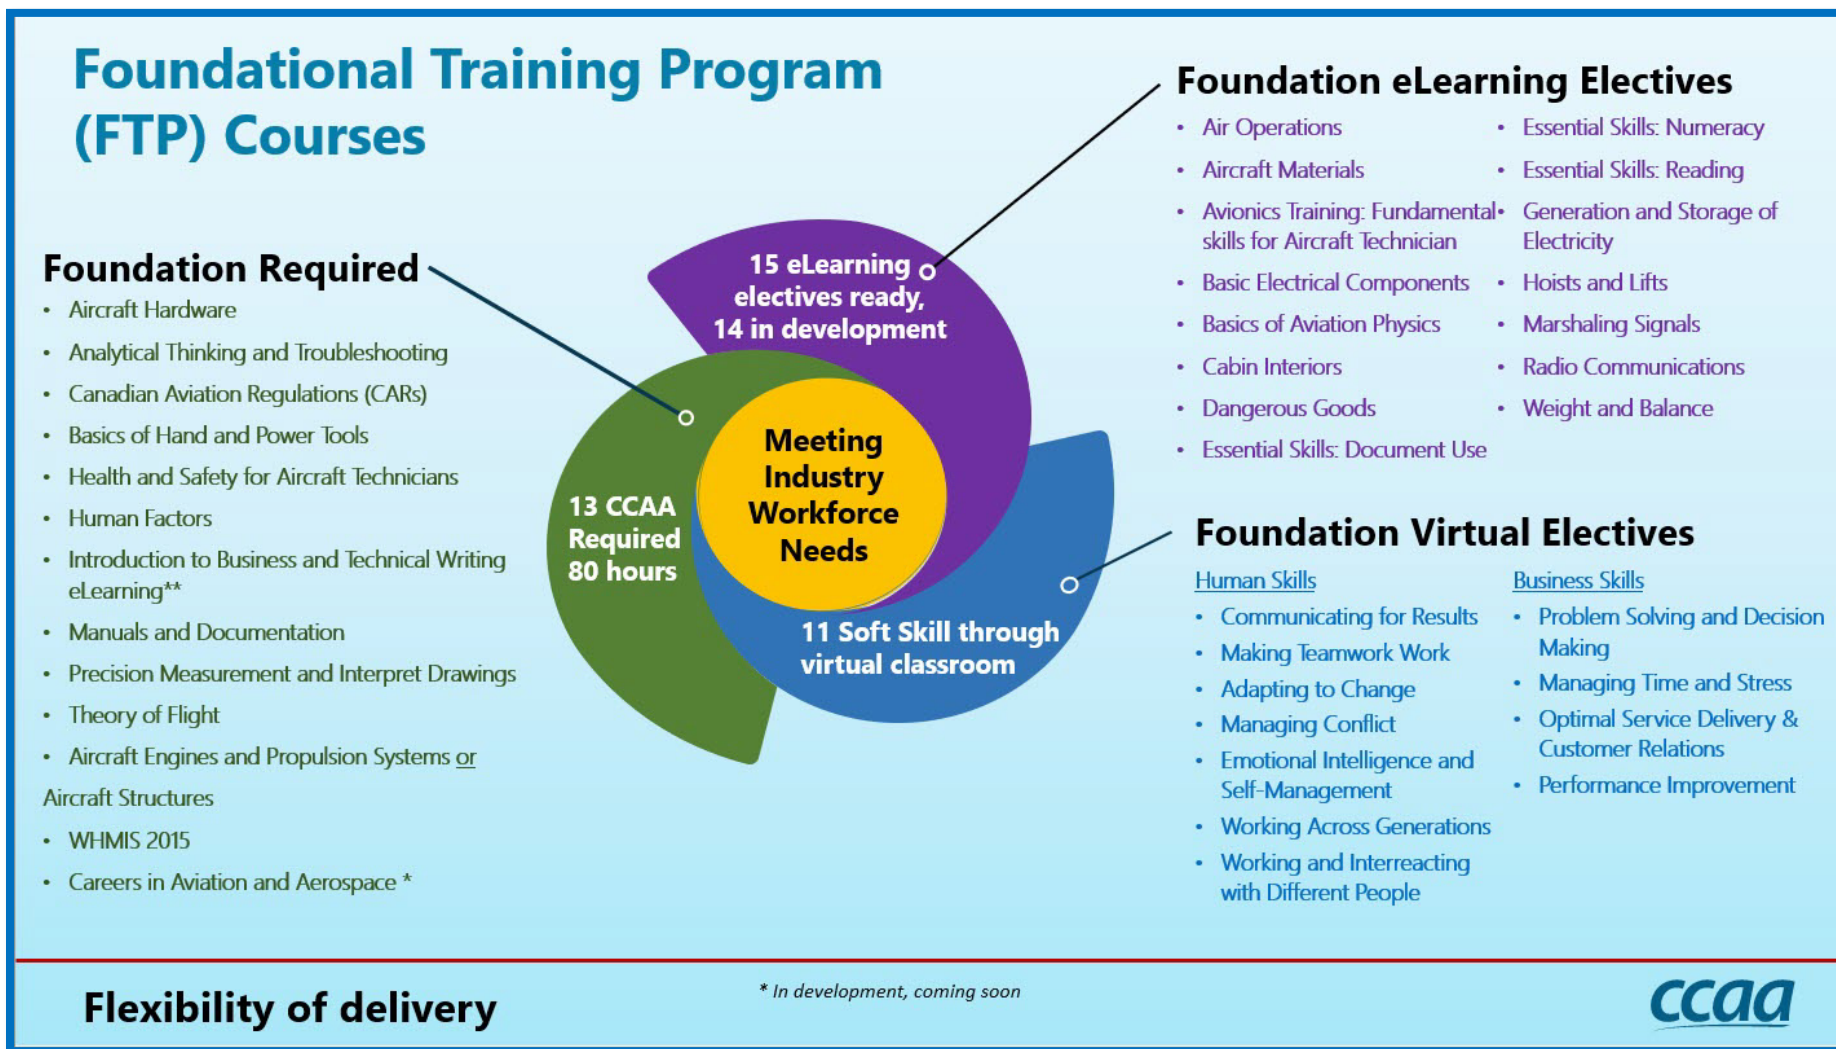 Foundational Training Program
(FTP) Courses
Foundation Required
• Aircraft Hardware
• Analytical Thinking and Troubleshooting
• Canadian Aviation Regulations (CARs)
• Basics of Hand and Power Tools
• Health and Safety for Aircraft Technicians
• Human Factors
• Introduction to Business and Technical Writing
eLearning**
• Manuals and Documentation
• Precision Measurement and Interpret Drawings
• Theory of Flight
• Aircraft Engines and Propulsion Systems or
Aircraft Structures
• WHMIS 2015
• Careers in Aviation and Aerospace *
15 eLearning
electives ready,
14 in development
13 CCAA
Required
80 hours
Meeting
Industry
Workforce
Needs
11 Soft Skill through
virtual classroom
Foundation eLearning Electives
• Air Operations
• Aircraft Materials
• Avionics Training: Fundamental
skills for Aircraft Technician
• Basic Electrical Components
• Basics of Aviation Physics
• Cabin Interiors
• Dangerous Goods
• Essential Skills: Document Use
• Essential Skills: Numeracy
• Essential Skills: Reading
• Generation and Storage of
Electricity
• Hoists and Lifts
• Marshaling Signals
• Radio Communications
• Weight and Balance
Foundation Virtual Electives
Human Skills
• Communicating for Results
• Making Teamwork Work
• Adapting to Change
• Managing Conflict
• Emotional Intelligence and
Self-Management
• Working Across Generations
• Working and Interreacting
with Different People
Business Skills
• Problem Solving and Decision
Making
• Managing Time and Stress
• Optimal Service Delivery &
Customer Relations
• Performance Improvement
Flexibility of delivery
* In development, coming soon
ccaa